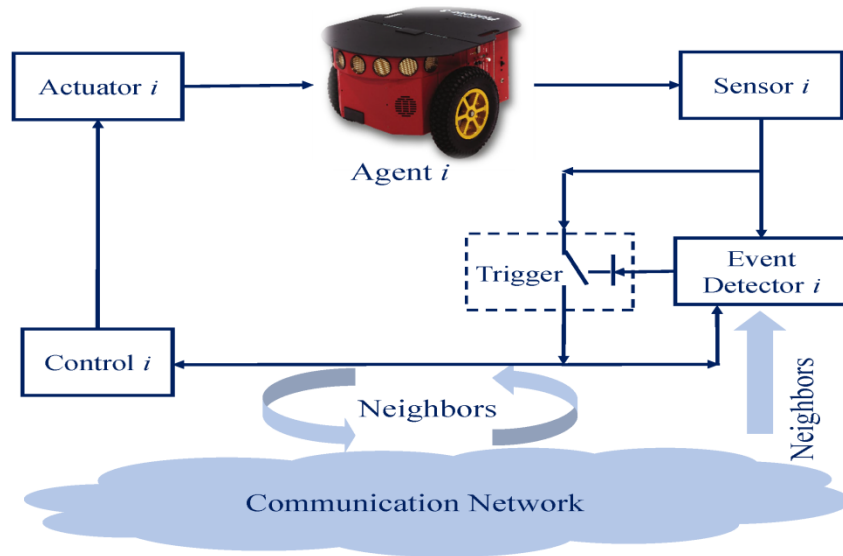 Actuator i
Sensor i
Agent i
Trigger
Event
Detector i
Control i
Neighbors
Neighbors
Communication Network